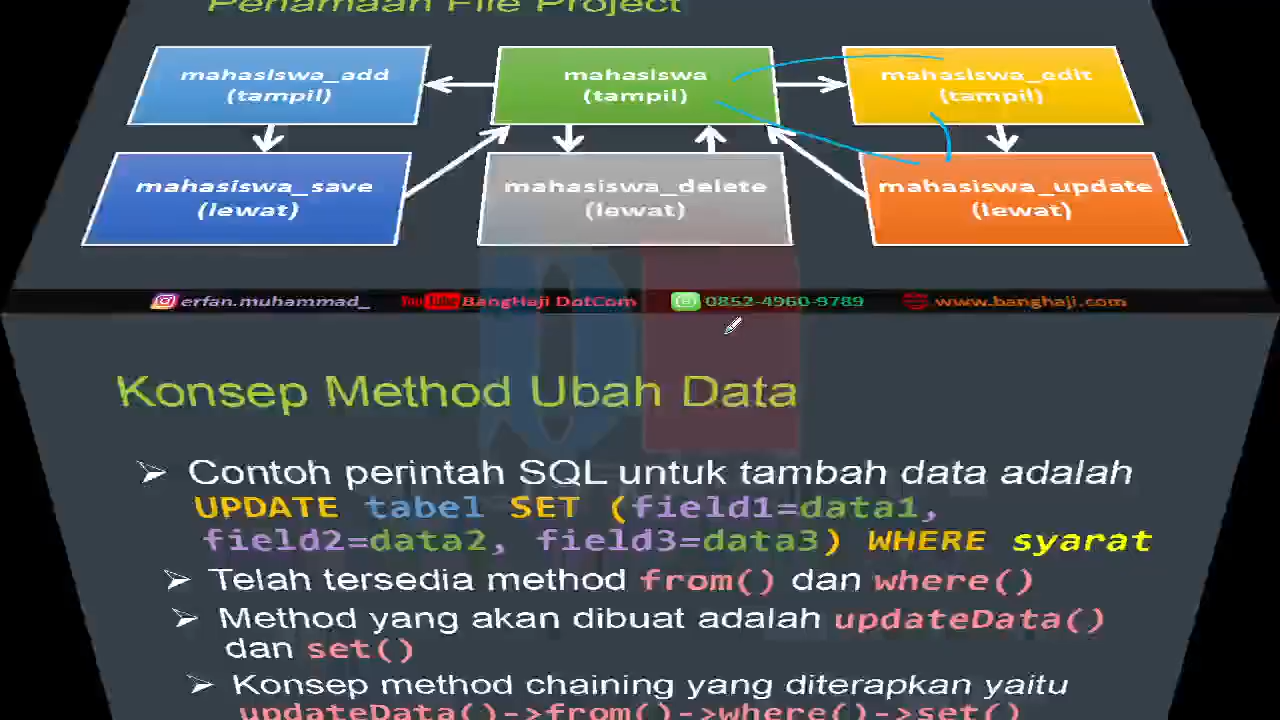 Penamaan File Project
mahasiswa_add
(tampil)
mahasiswa
(tampil)
mahasiswa_edit
(tampil)
mahasiswa_save
(lewat)
mahasiswa_delete
(lewat)
mahasiswa_update
(lewat)
erfan.muhammad_ YouTube BangHaji DotCom 0852-4960-9789 www.banghaji.com
Konsep Method Ubah Data
➢ Contoh perintah SQL untuk tambah data adalah
UPDATE tabel SET (field1=data1,
field2=data2, field3=data3) WHERE syarat
➢ Telah tersedia method from() dan where()
➢ Method yang akan dibuat adalah updateData()
dan set()
➢ Konsep method chaining yang diterapkan yaitu
updateData()->from()->where()->set()